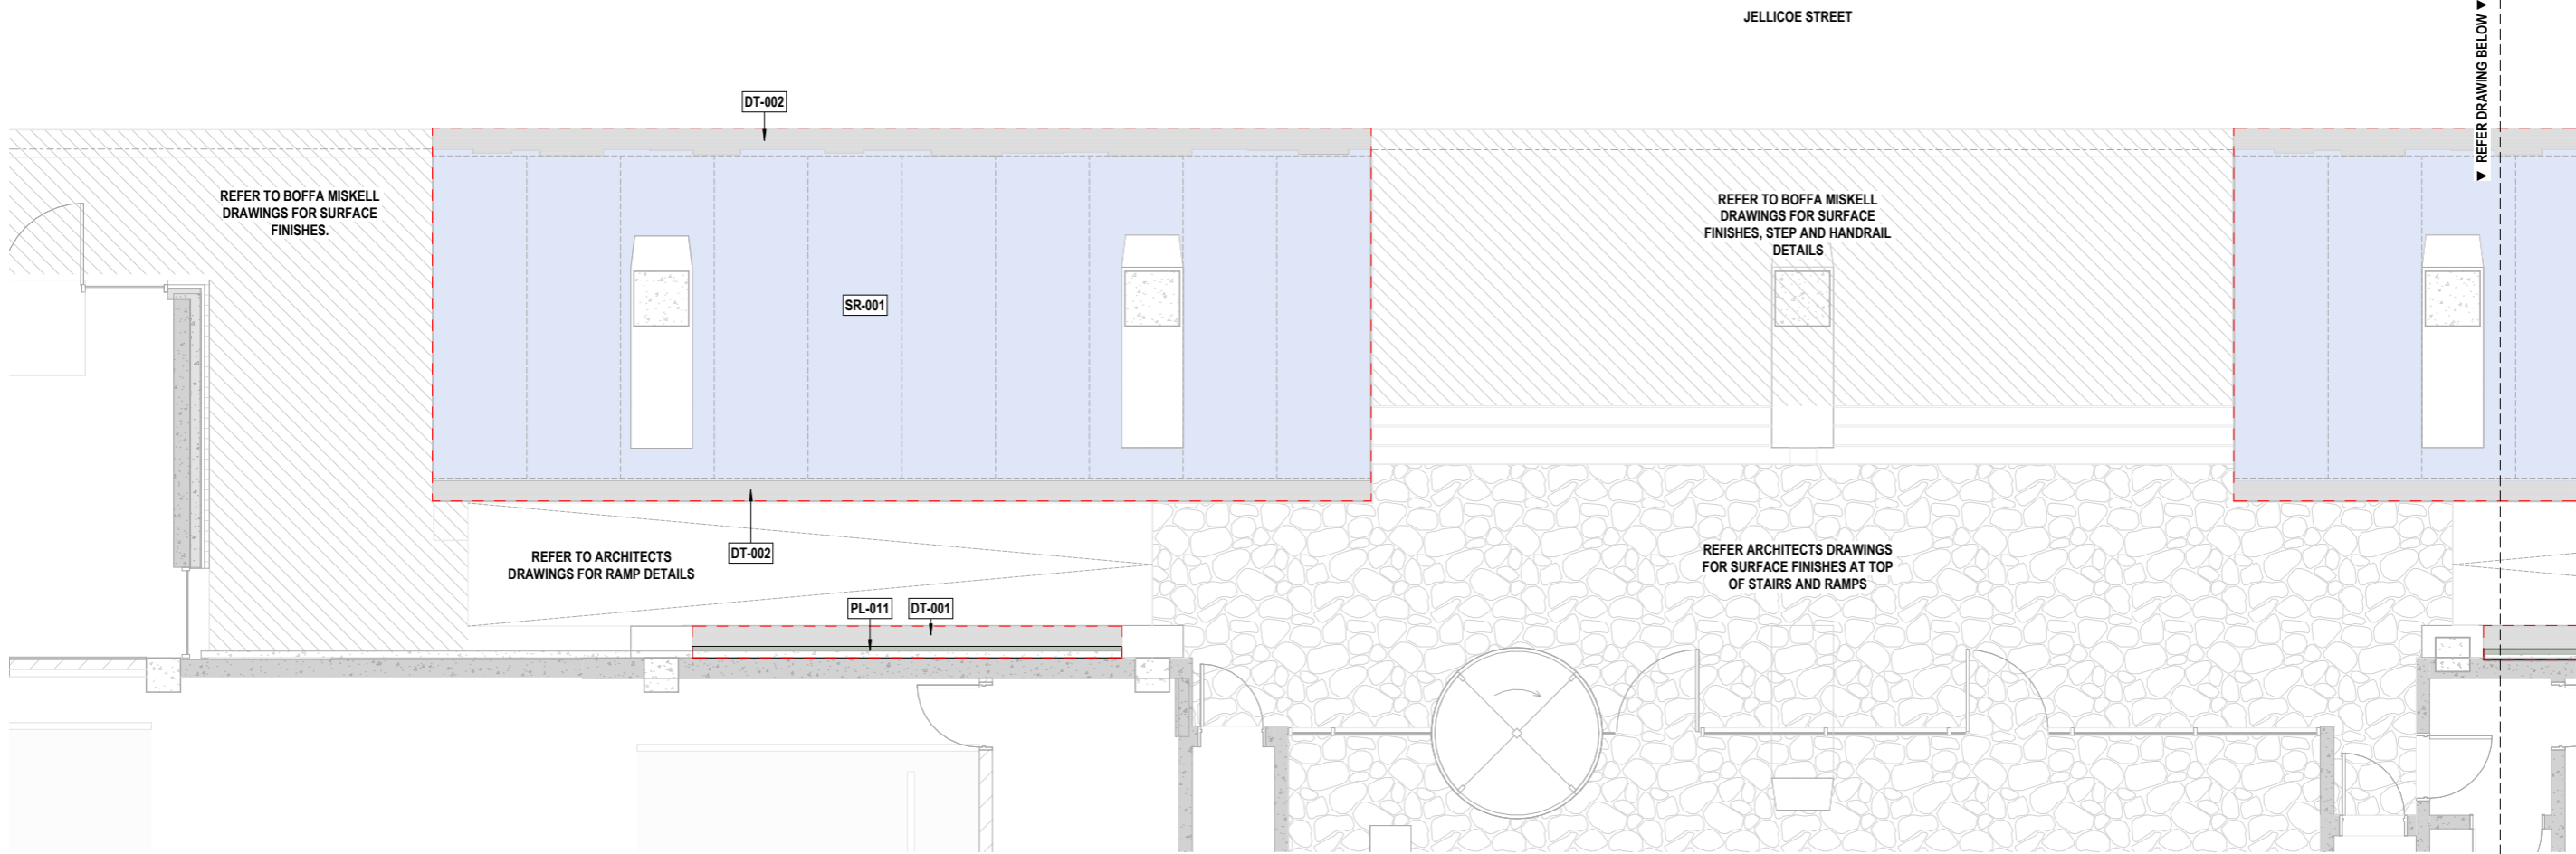 JELLICOE STREET
▼ REFER DRAWING BELOW ▼
DT-002
REFER TO BOFFA MISKELL
DRAWINGS FOR SURFACE
FINISHES.
REFER TO BOFFA MISKELL
DRAWINGS FOR SURFACE
FINISHES, STEP AND HANDRAIL
DETAILS
SR-001
DT-002
REFER TO ARCHITECTS
DRAWINGS FOR RAMP DETAILS
REFER ARCHITECTS DRAWINGS
FOR SURFACE FINISHES AT TOP
OF STAIRS AND RAMPS
PL-011
DT-001